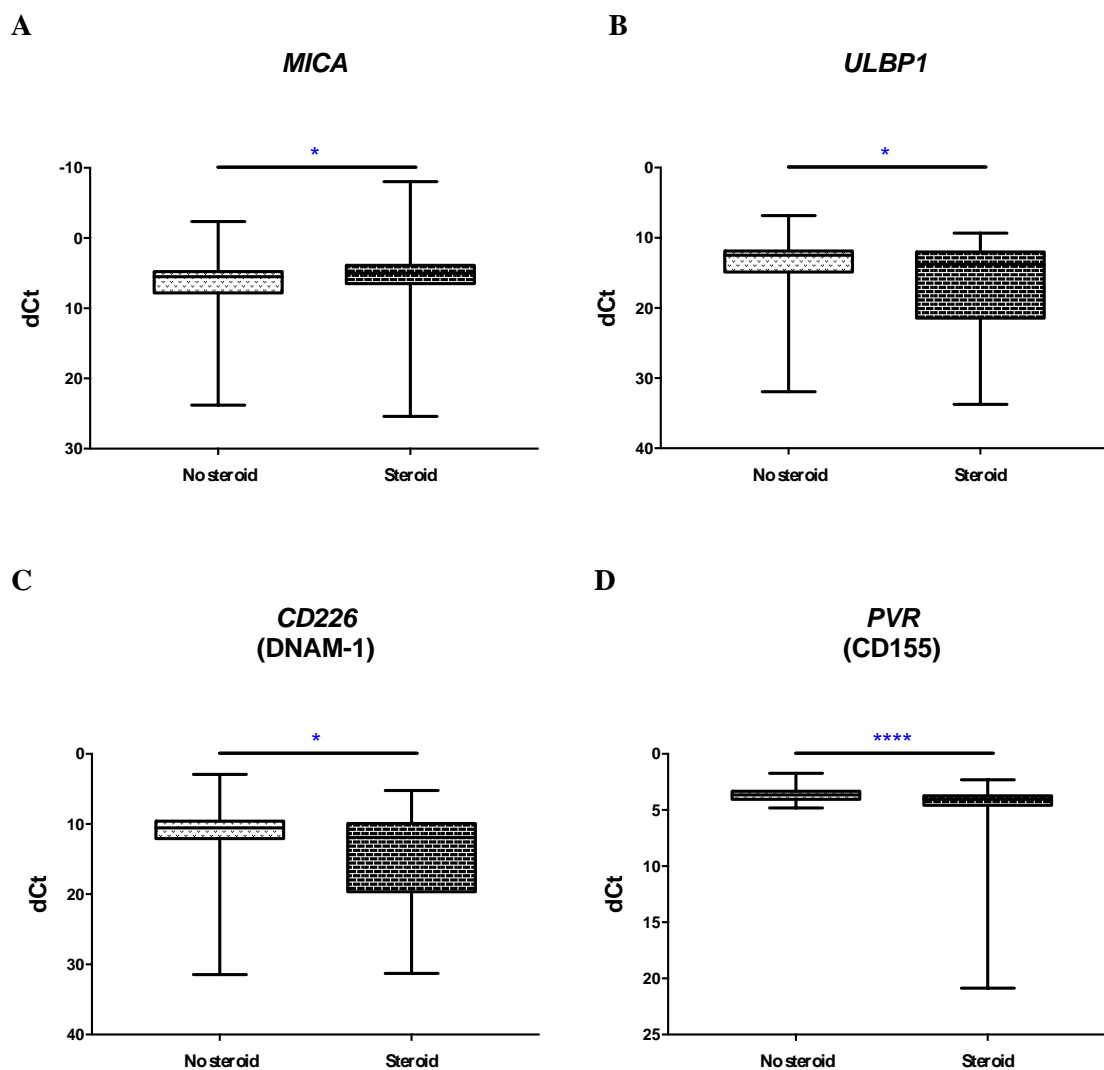 A
MICA
*
-10
0
10
20
30
dCt
No steroid
Steroid
B
ULBP1
*
0
10
20
30
40
dCt
No steroid
Steroid
C
CD226
(DNAM-1)
*
0
10
20
30
40
dCt
No steroid
Steroid
D
PVR
(CD155)
****
0
5
10
15
20
25
dCt
No steroid
Steroid